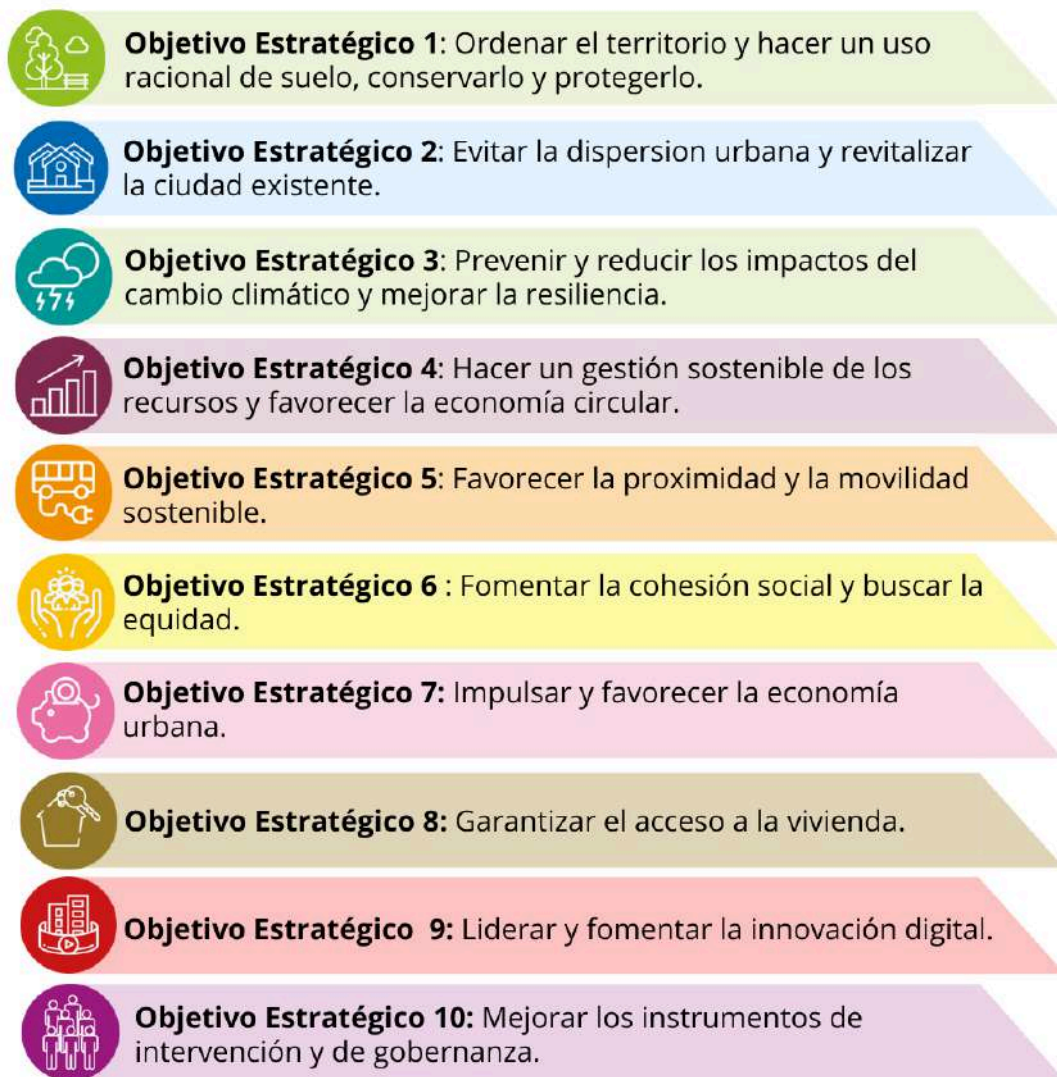 Objetivo Estratégico 1: Ordenar el territorio y hacer un uso
racional de suelo, conservarlo y protegerlo.
Objetivo Estratégico 2: Evitar la dispersion urbana y revitalizar
la ciudad existente.
Objetivo Estratégico 3: Prevenir y reducir los impactos del
cambio climático y mejorar la resiliencia.
Objetivo Estratégico 4: Hacer un gestión sostenible de los
recursos y favorecer la economía circular.
Objetivo Estratégico 5: Favorecer la proximidad y la movilidad
sostenible.
Objetivo Estratégico 6 : Fomentar la cohesión social y buscar la
equidad.
Objetivo Estratégico 7: Impulsar y favorecer la economía
urbana.
Objetivo Estratégico 8: Garantizar el acceso a la vivienda.
Objetivo Estratégico 9: Liderar y fomentar la innovación digital.
Objetivo Estratégico 10: Mejorar los instrumentos de
intervención y de gobernanza.